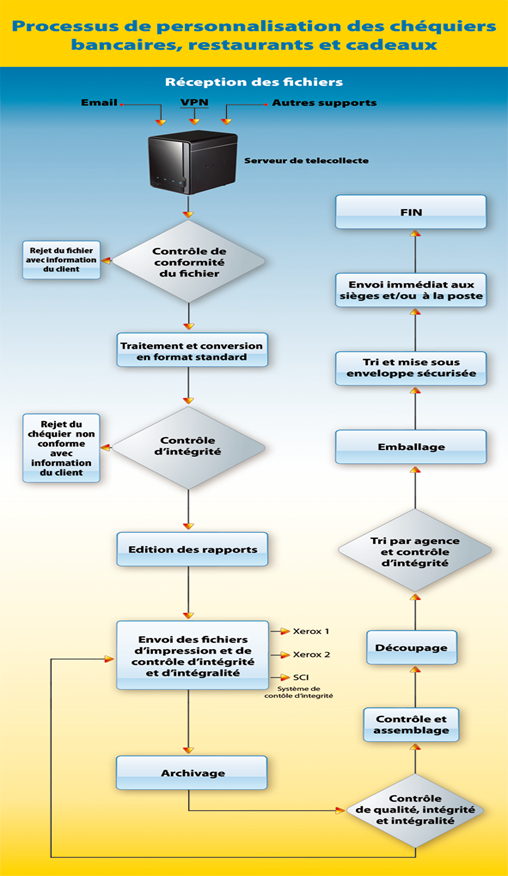 Processus de personnalisation des chéquiers
bancaires, restaurants et cadeaux
Réception des fichiers
Email
VPN
Autres supports
Serveur de telecollecte
Contrôle de
conformité
du fichier
Rejet du fichier
avec information
du client
Traitement et conversion
en format standard
Contrôle
d'intégrité
Rejet du
chéquier non
conforme
avec
information
du client
Edition des rapports
Envoi des fichiers
d'impression et de
contrôle d'intégrité
et d'intégralité
Xerox 1
Xerox 2
SCI
Système de
contôle d'integrité
Archivage
Contrôle
de qualité, intégrité
et intégralité
Contrôle et
assemblage
Découpage
Tri par agence
et contrôle
d'intégrité
Emballage
Tri et mise sous
enveloppe sécurisée
Envoi immédiat aux
sièges et/ou à la poste
FIN